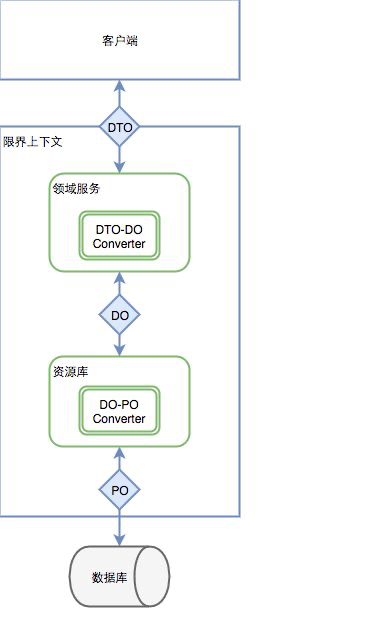 客户端
DTO
限界上下文
领域服务
DTO-DO
Converter
DO
资源库
DO-PO
Converter
PO
数据库